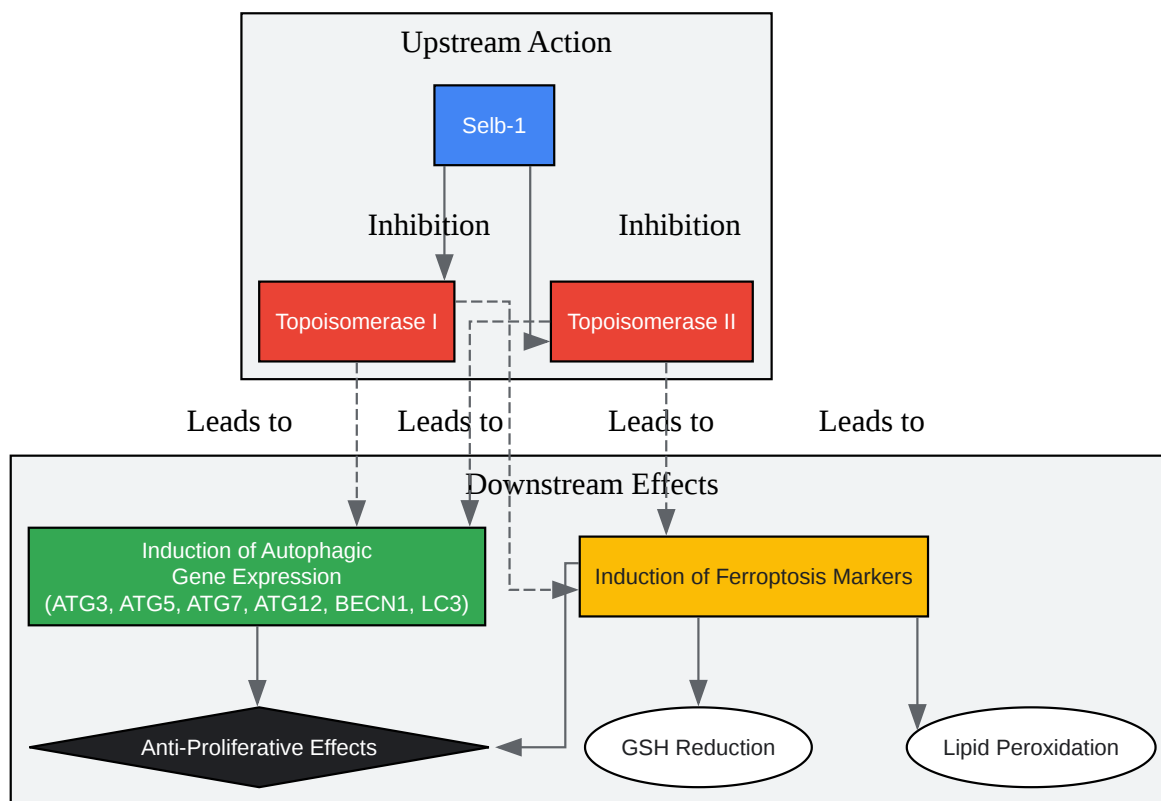 Upstream Action
Selb-1
Inhibition
Inhibition
Topoisomerase I
Topoisomerase II
Leads to
Leads to
Leads to
Leads to
Downstream Effects
Induction of Autophagic
Gene Expression
(ATG3, ATG5, ATG7, ATG12, BECN1, LC3)
Induction of Ferroptosis Markers
Anti-Proliferative Effects
GSH Reduction
Lipid Peroxidation